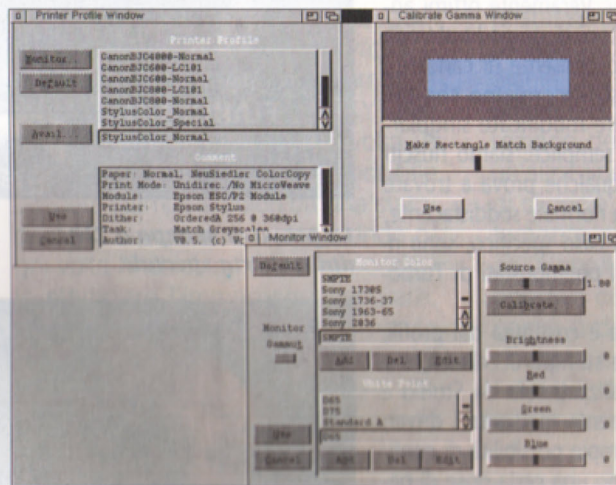 Printer Profile Window
Printer Profile
Monitor..
Default
Avail...
CanonBJC4000-Normal
CanonBJC600-LC101
CanonBJC600-Normal
CanonBJC800-LC101
CanonBJC800-Normal
StylusColor_Normal
StylusColor_Special
StylusColor_Normal
Comment
Paper: Normal, NeuSiedler ColorCopy
Print Mode: Unidirec./No MicroWeave
Module: Epson ESC/P2 Module
Printer: Epson Stylus
Dither: OrderedA 256 @ 360dpi
Task: Match Greyscales
Author: V0.5, (c)
Use
Cancel
Calibrate Gamma Window
Make Rectangle Match Background
Use
Cancel
Monitor Window
Default
Monitor
Gammut
Use
Cancel
Monitor Color
SMPTE
Sony 1730S
Sony 1736-37
Sony 1963-65
Sony 2036
SMPTE
Add Del Edit
White Point
D65
D75
Standard A
D65
Add Del Edit
Source Gamma
1.80
Calibrate..
Brightness
0
Red
0
Green
0
Blue
0